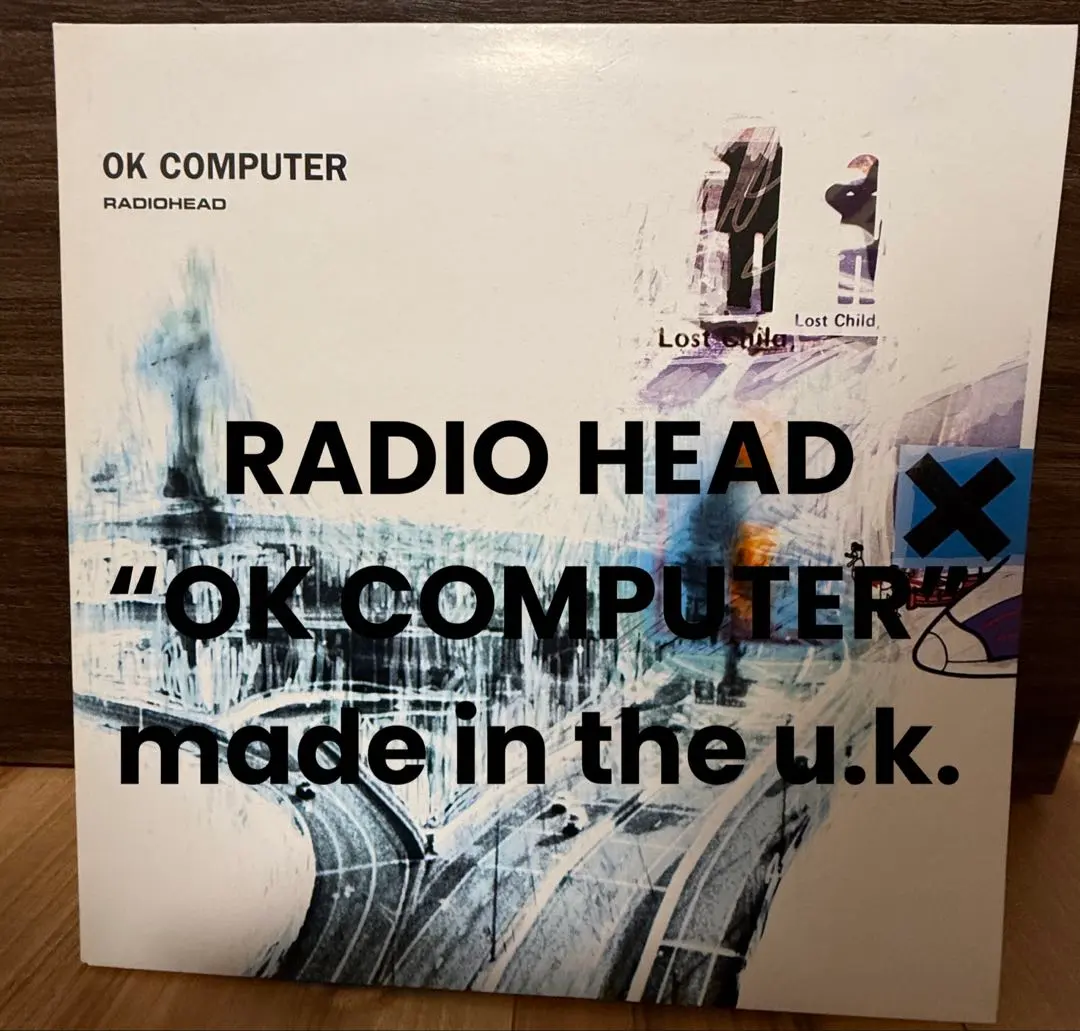 OK COMPUTER
RADIOHEAD
Lost Child,
Lost Child,
RADIO HEAD
“OK COMPUTER”
made in the u.k.